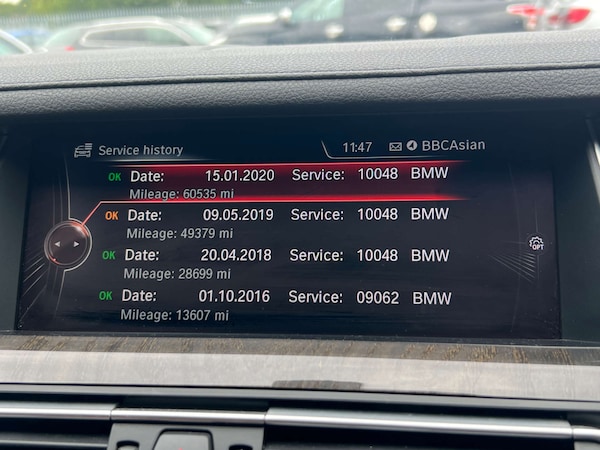 Service history 11:47 BBCAsian
OK Date: 15.01.2020 Service: 10048 BMW
Mileage: 60535 mi
OK Date: 09.05.2019 Service: 10048 BMW
Mileage: 49379 mi
OK Date: 20.04.2018 Service: 10048 BMW
Mileage: 28699 mi
OK Date: 01.10.2016 Service: 09062 BMW
Mileage: 13607 mi
OPT